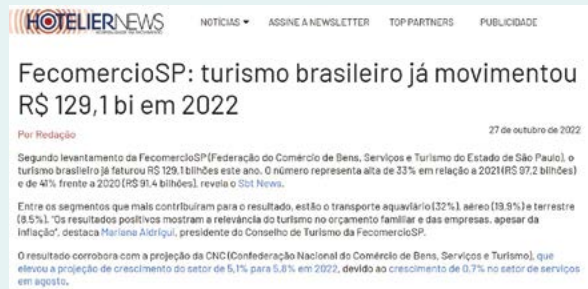 HOTELIERNEWS
NOTÍCIAS ▾ ASSINE A NEWSLETTER TOP PARTNERS PUBLICIDADE
FecomercioSP: turismo brasileiro já movimentou
R$ 129,1 bi em 2022
Por Redação
27 de outubro de 2022
Segundo levantamento da FecomercioSP (Federação do Comércio de Bens, Serviços e Turismo do Estado de São Paulo), o
turismo brasileiro já faturou R$ 129,1 bilhões este ano. O número representa alta de 33% em relação a 2021 (R$ 97,2 bilhões)
e de 41% frente a 2020 (R$ 91,4 bilhões), revela o Sbt News.
Entre os segmentos que mais contribuíram para o resultado, estão o transporte aquaviário (32%), aéreo (19,9%) e terrestre
(8,5%). "Os resultados positivos mostram a relevância do turismo no orçamento familiar e das empresas, apesar da
inflação", destaca Mariana Aldrigui, presidente do Conselho de Turismo da FecomercioSP.
O resultado corrobora com a projeção da CNC (Confederação Nacional do Comércio de Bens, Serviços e Turismo), que
elevou a projeção de crescimento do setor de 5,1% para 5,8% em 2022, devido ao crescimento de 0,7% no setor de serviços
em agosto.